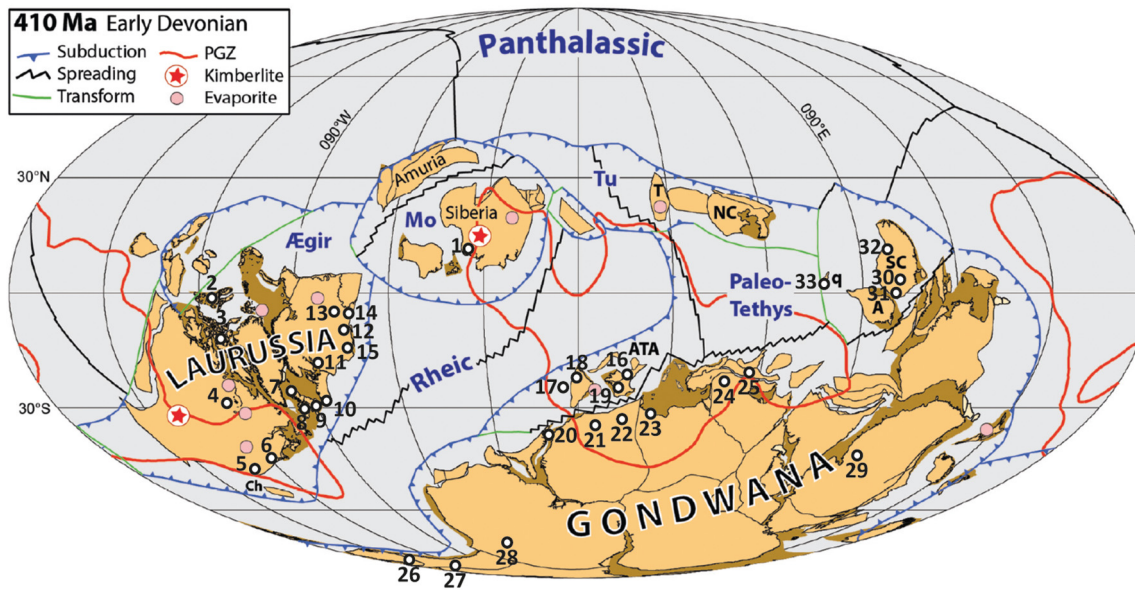 410 Ma Early Devonian
Subduction
PGZ
Spreading
Kimberlite
Transform
Evaporite
Panthalassic
090°W
090°E
30°N
30°N
Amuria
Tu
T
NC
Mo
Siberia
1
Ægir
32
SC
30
31
A
33
q
Paleo-
Tethys
2
3
13
14
12
15
11
LAURUSSIA
Rheic
18
16
ATA
17
19
24
25
4
7
8
9
10
20
21
22
23
30°S
30°S
6
5
Ch
29
GONDWANA
28
26
27